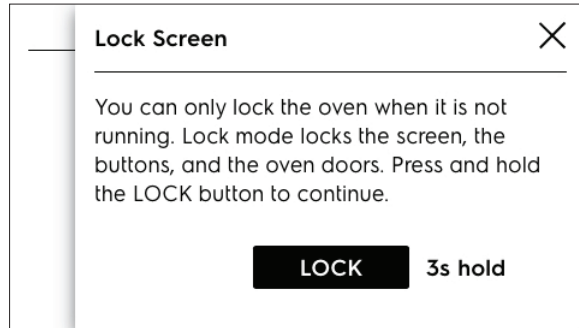 Lock Screen
You can only lock the oven when it is not
running. Lock mode locks the screen, the
buttons, and the oven doors. Press and hold
the LOCK button to continue.
LOCK 3s hold